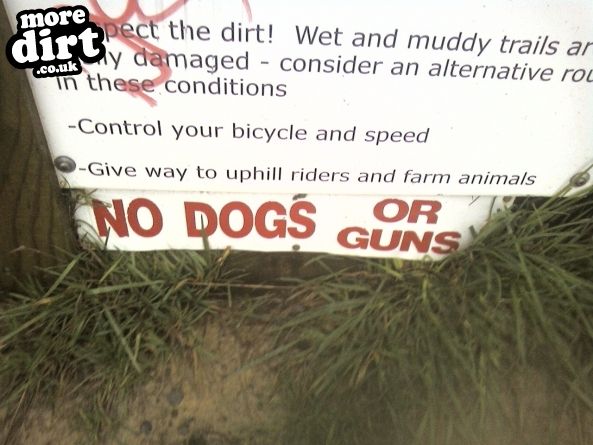 more
dirt
.co.uk
pect the dirt! Wet and muddy trails ar
ly damaged - consider an alternative rou
in these conditions
-Control your bicycle and speed
-Give way to uphill riders and farm animals
NO DOGS OR
GUNS